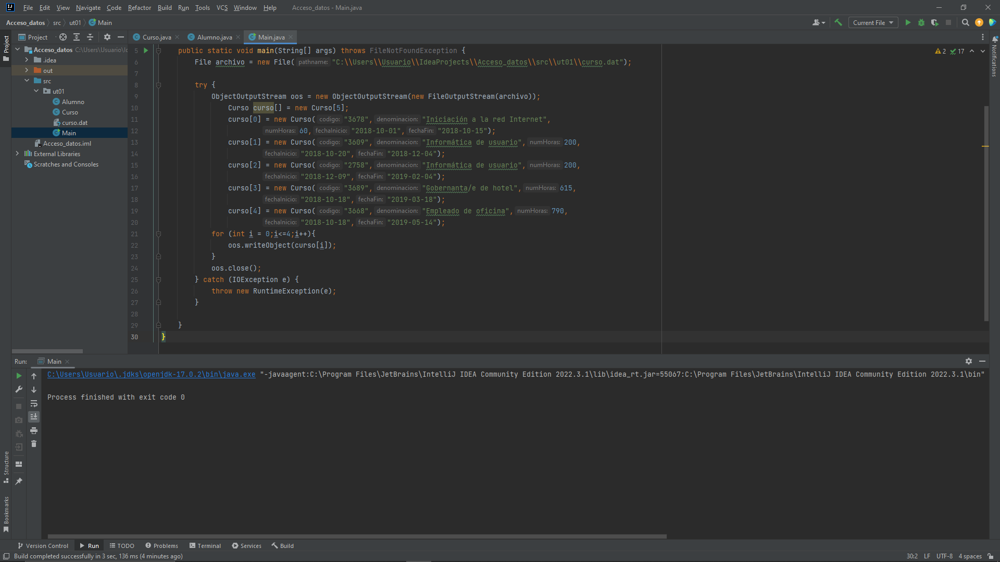 File Edit View Navigate Code Refactor Build Run Tools VCS Window Help Acceso_datos - Main.java
Acceso_datos src ut01 Main Current File
Project Curso.java Alumno.java Main.java
Project
Acceso_datos C:\Users\Usuario\Ic
.idea
out
src
ut01
Alumno
Curso
curso.dat
Main
Acceso_datos.iml
External Libraries
Scratches and Consoles
2 17
5 public static void main(String[] args) throws FileNotFoundException {
6 File archivo = new File( pathname: "C:\\Users\\Usuario\\IdeaProjects\\Acceso_datos\\src\\ut01\\curso.dat");
7
8 try {
9 ObjectOutputStream oos = new ObjectOutputStream(new FileOutputStream(archivo));
10 Curso curso[] = new Curso[5];
11 curso[0] = new Curso( codigo: "3678", denominacion: "Iniciación a la red Internet",
12 numHoras: 60, fechaInicio: "2018-10-01", fechaFin: "2018-10-15");
13 curso[1] = new Curso( codigo: "3609", denominacion: "Informática de usuario", numHoras: 200,
14 fechaInicio: "2018-10-20", fechaFin: "2018-12-04");
15 curso[2] = new Curso( codigo: "2758", denominacion: "Informática de usuario", numHoras: 200,
16 fechaInicio: "2018-12-09", fechaFin: "2019-02-04");
17 curso[3] = new Curso( codigo: "3689", denominacion: "Gobernanta/e de hotel", numHoras: 615,
18 fechaInicio: "2018-10-18", fechaFin: "2019-03-18");
19 curso[4] = new Curso( codigo: "3668", denominacion: "Empleado de oficina", numHoras: 790,
20 fechaInicio: "2018-10-18", fechaFin: "2019-05-14");
21 for (int i = 0;i<=4;i++){
22 oos.writeObject(curso[i]);
23 }
24 oos.close();
25 } catch (IOException e) {
26 throw new RuntimeException(e);
27 }
28
29 }
30 }
Notifications
Run: Main
C:\Users\Usuario\.jdks\openjdk-17.0.2\bin\java.exe "-javaagent:C:\Program Files\JetBrains\IntelliJ IDEA Community Edition 2022.3.1\lib\idea_rt.jar=55067:C:\Program Files\JetBrains\IntelliJ IDEA Community Edition 2022.3.1\bin"
Process finished with exit code 0
Structure
Bookmarks
Version Control Run TODO Problems Terminal Services Build
Build completed successfully in 3 sec, 136 ms (4 minutes ago) 30:2 LF UTF-8 4 spaces